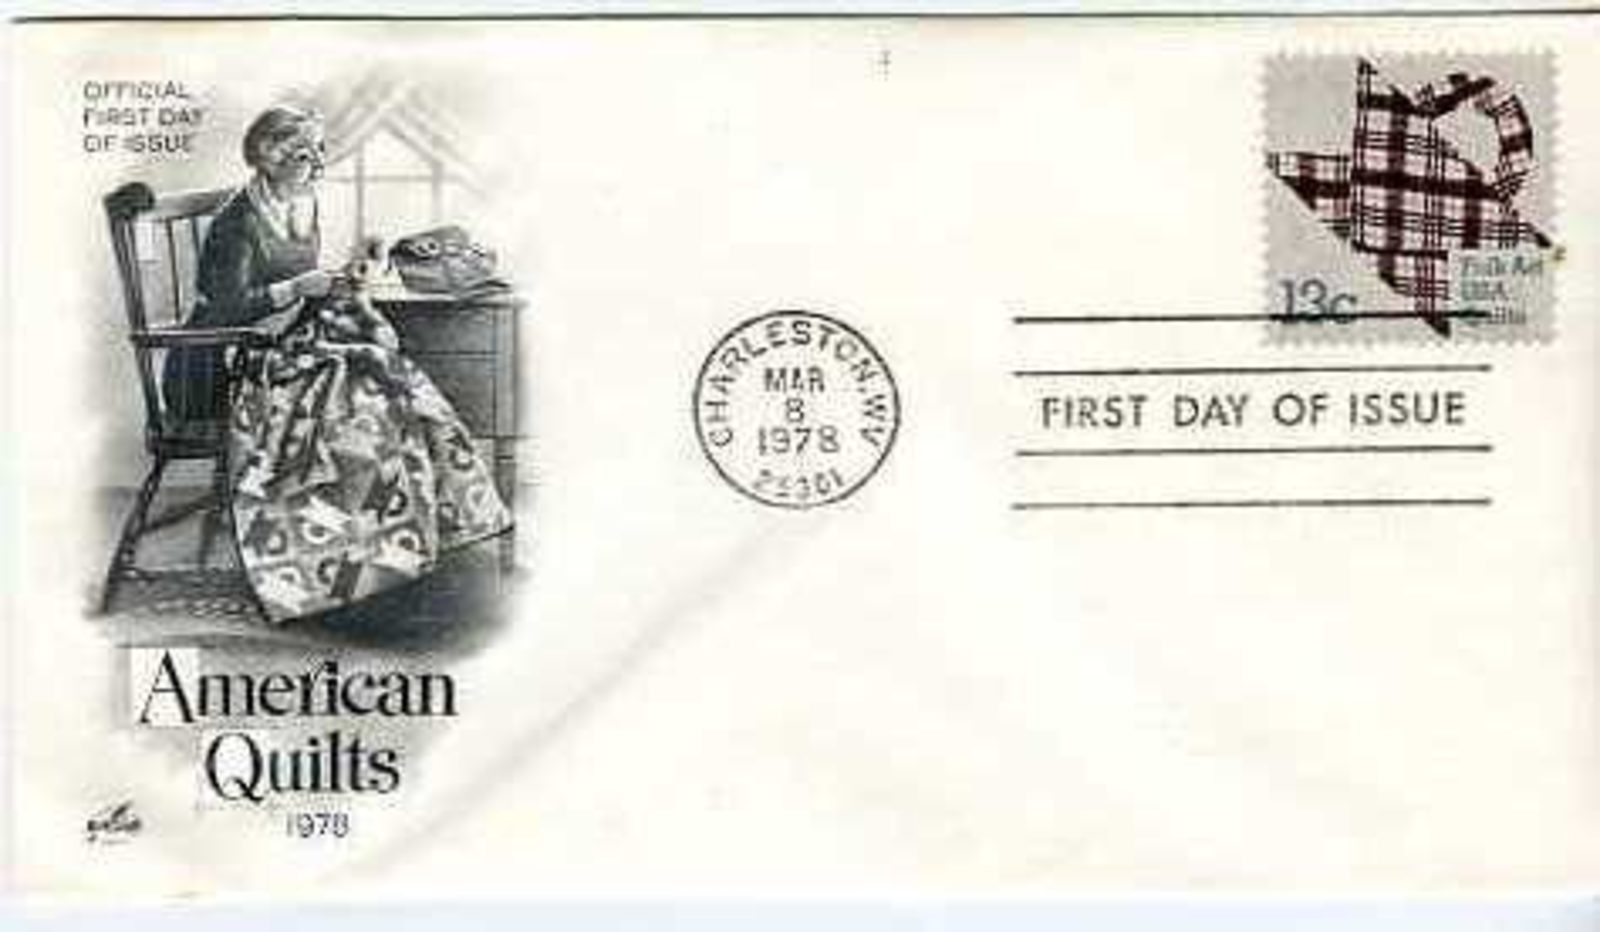 OFFICIAL
FIRST DAY
OF ISSUE
13c
Folk Art
USA
Quilts
CHARLESTON, WV
MAR
8
1978
25301
FIRST DAY OF ISSUE
American
Quilts
1978